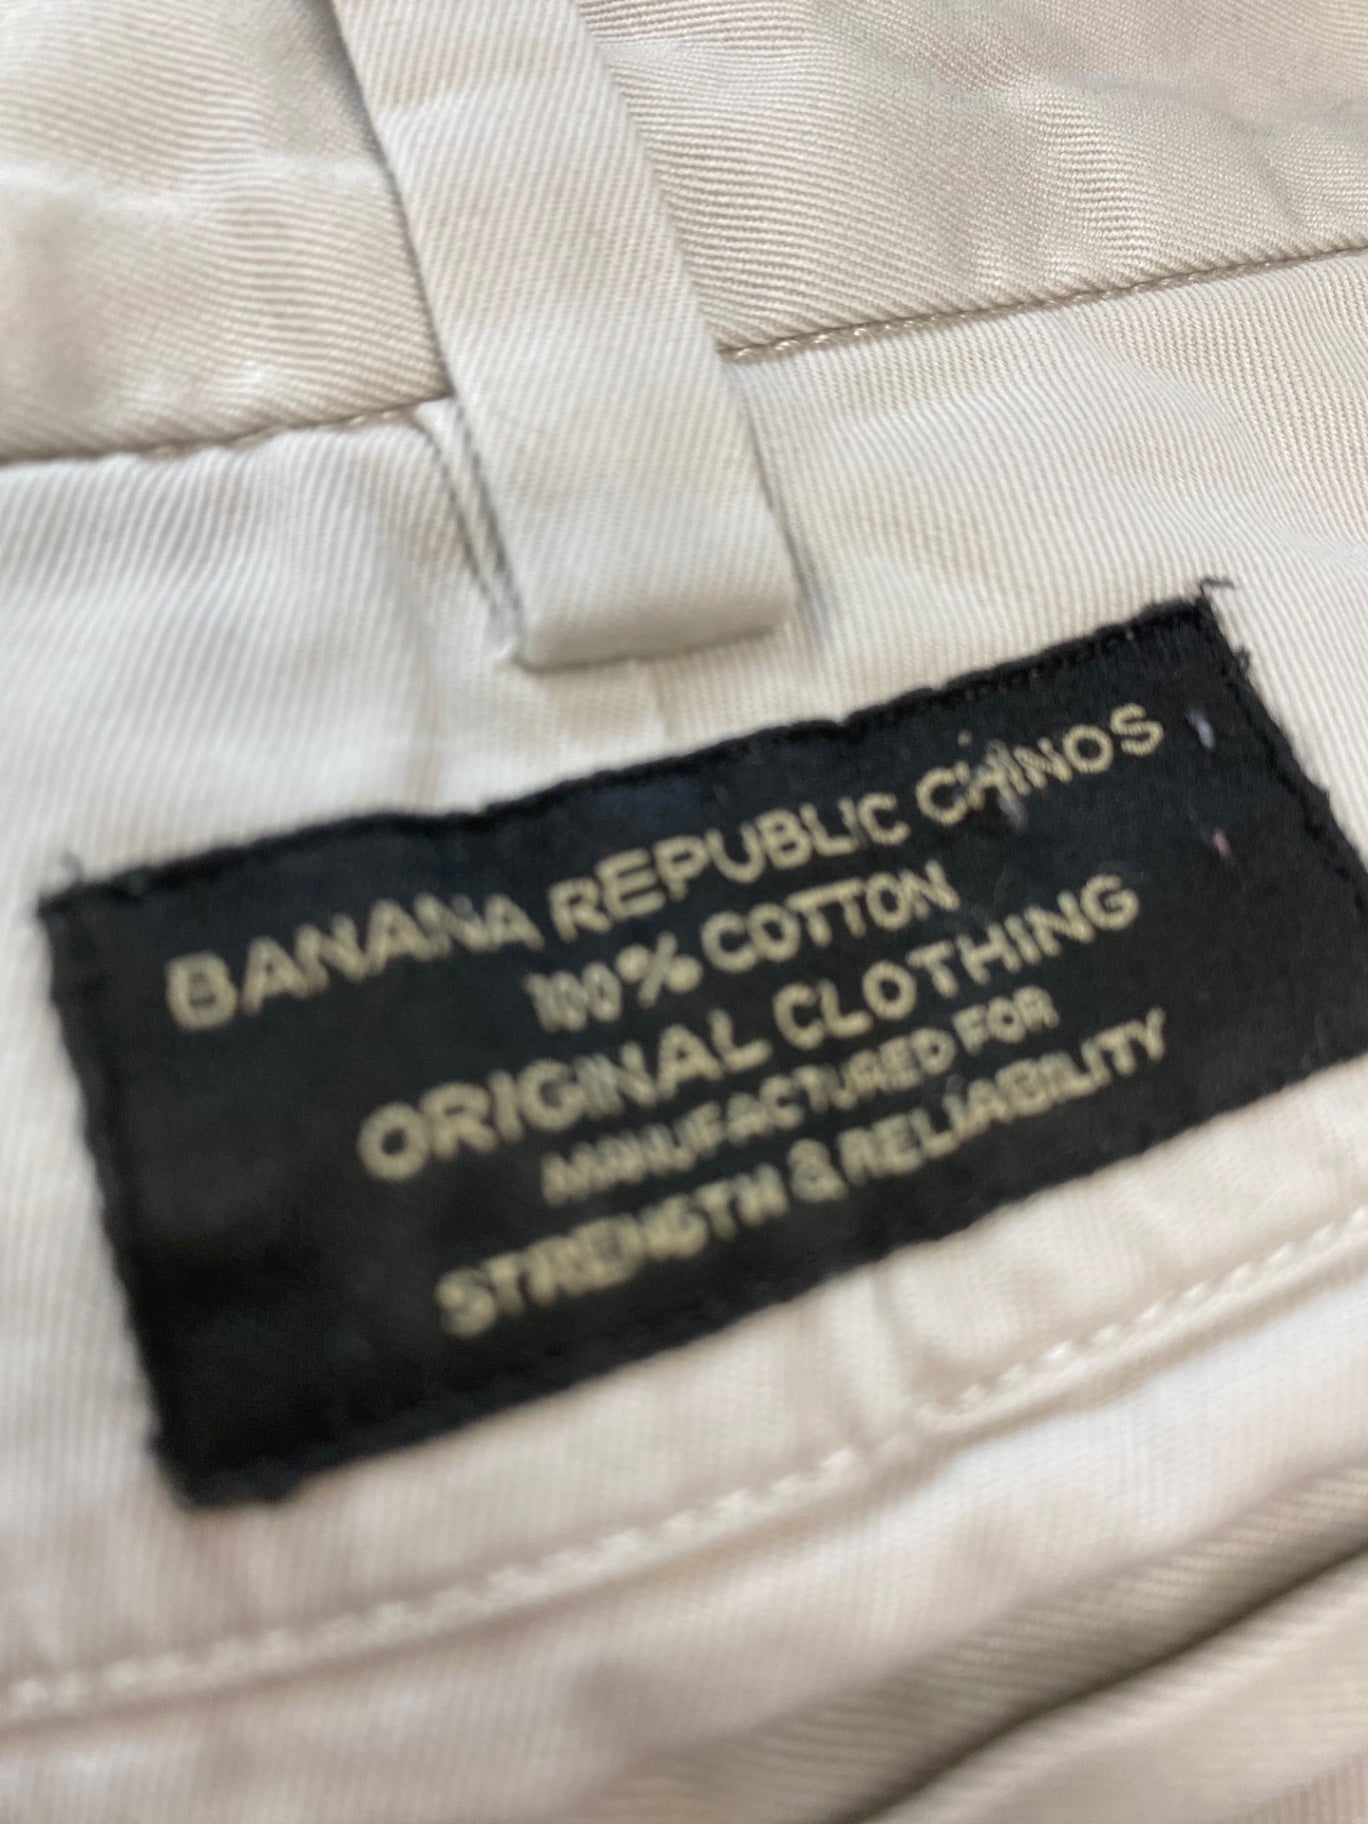 BANANA REPUBLIC CHINOS
100% COTTON
ORIGINAL CLOTHING
MANUFACTURED FOR
STRENGTH & RELIABILITY